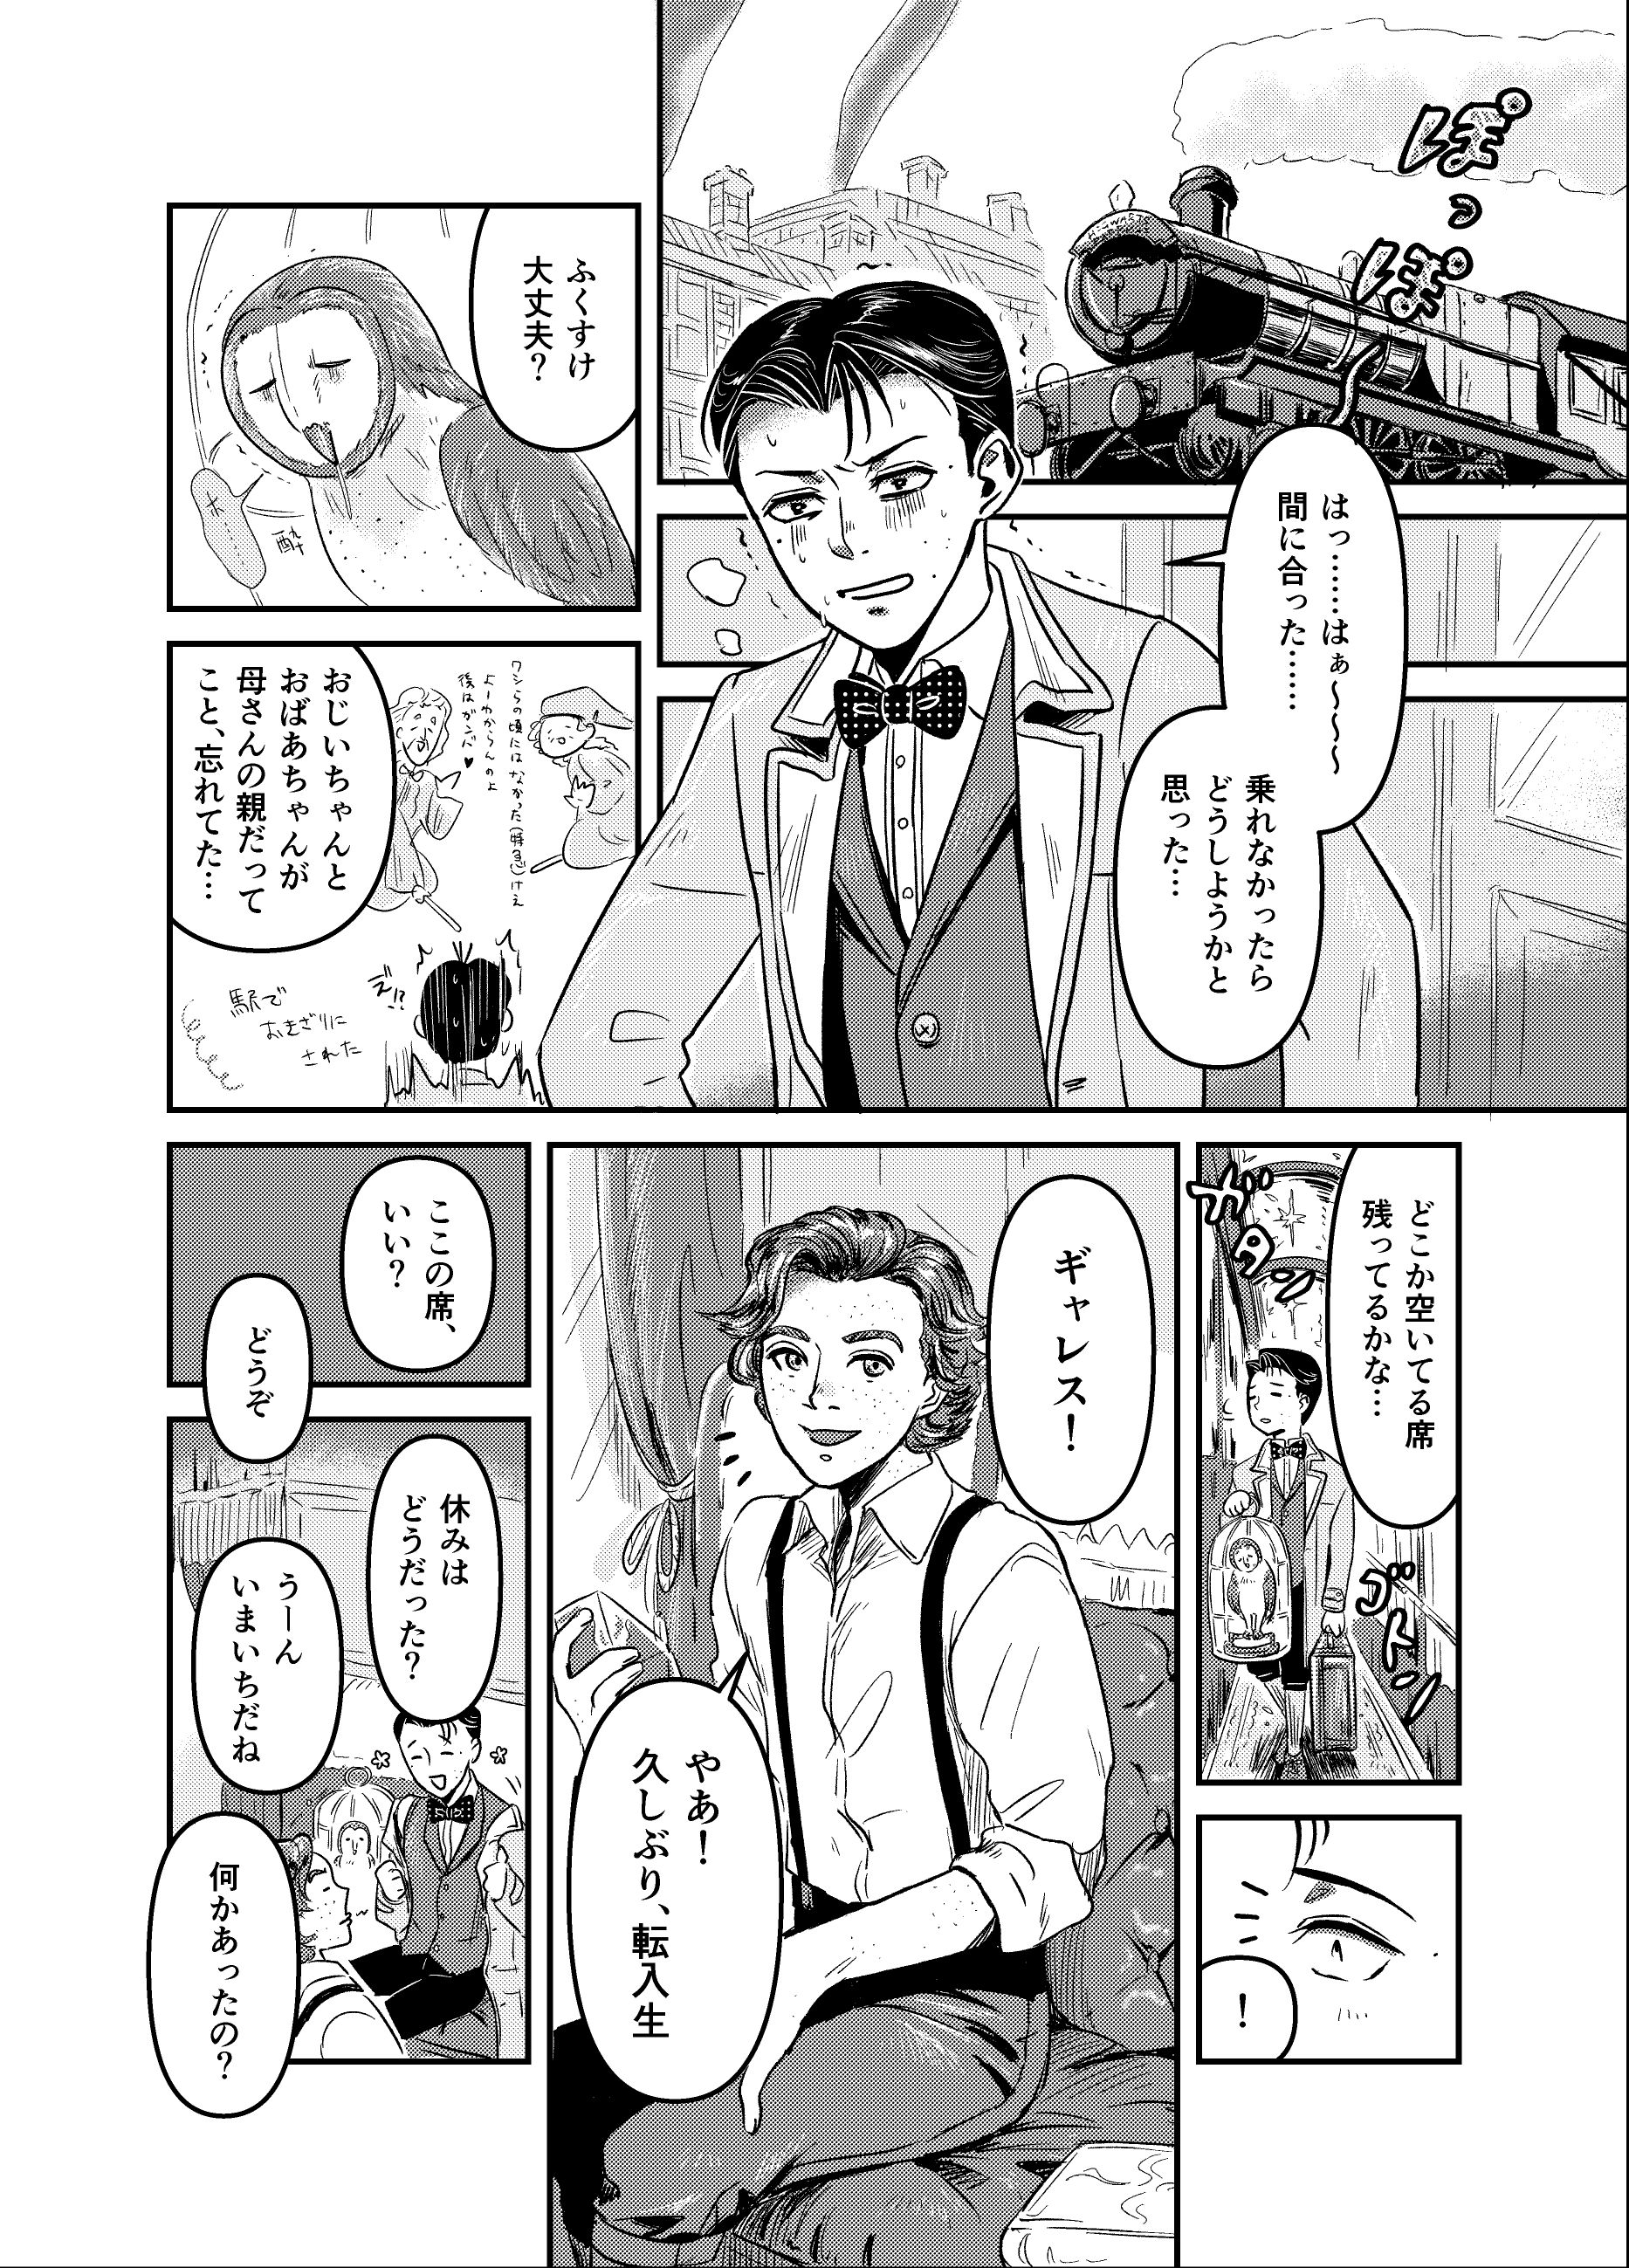 ぽっぽ
はっ……はぁ～～～
間に合った……
乗れなかったら
どうしようかと
思った…
ふくすけ
大丈夫？
酔
おじいちゃんと
おばあちゃんが
母さんの親だって
こと、忘れてた…
ワシらの頃にはなかった(特急)けえ
よーわからんのよ
後はガンバ♥
え!?
駅で
おきざりに
された
どこか空いてる席
残ってるかな…
ガタン
ゴトン
！
ギャレス！
やあ！
久しぶり、転入生
ここの席、
いい？
どうぞ
休みは
どうだった？
うーん
いまいちだね
何かあったの？